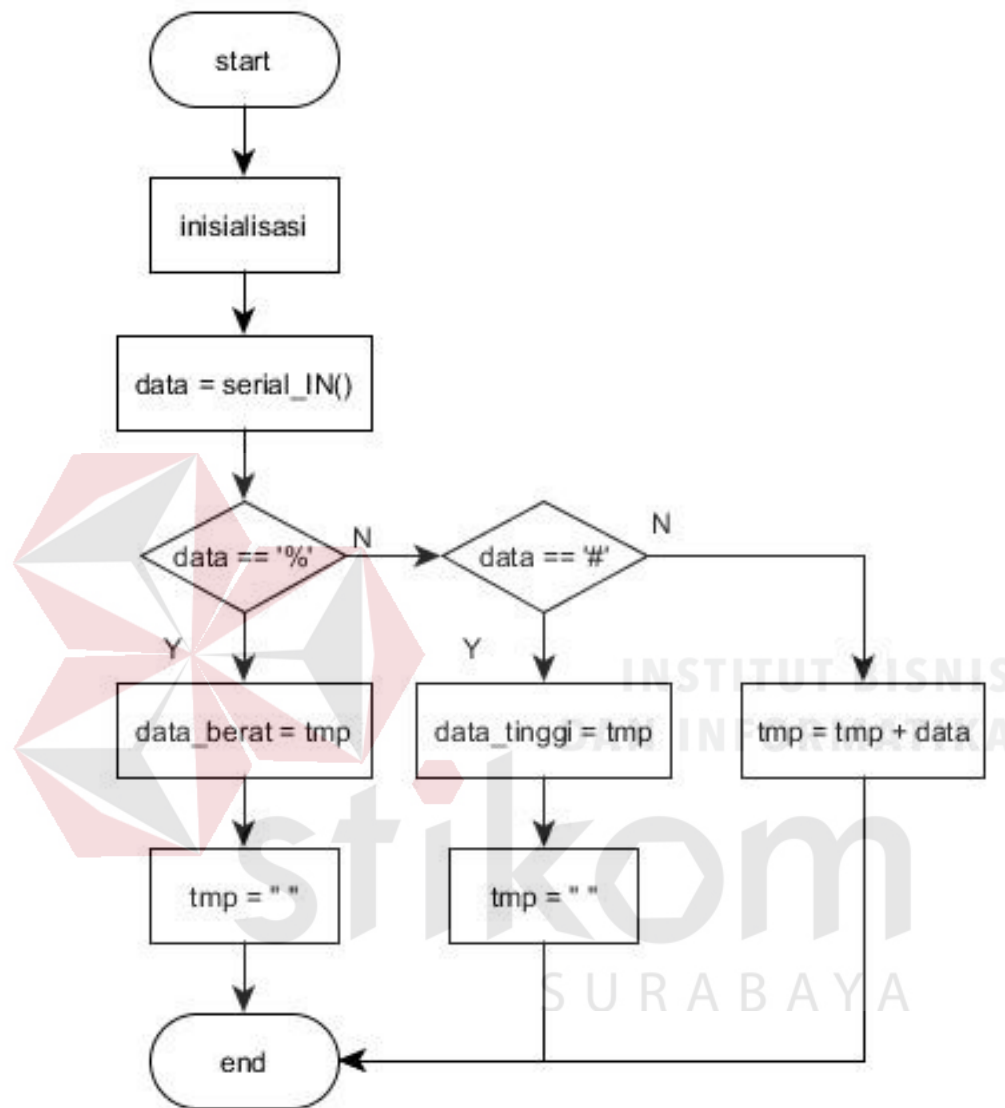 start
inisialisasi
data = serial_IN()
data == '%'
N
data == '#'
N
Y
Y
INSTITUT BISNIS
DAN INFORMATIKA
data_berat = tmp
data_tinggi = tmp
tmp = tmp + data
stikom
tmp = " "
tmp = " "
SURABAYA
end